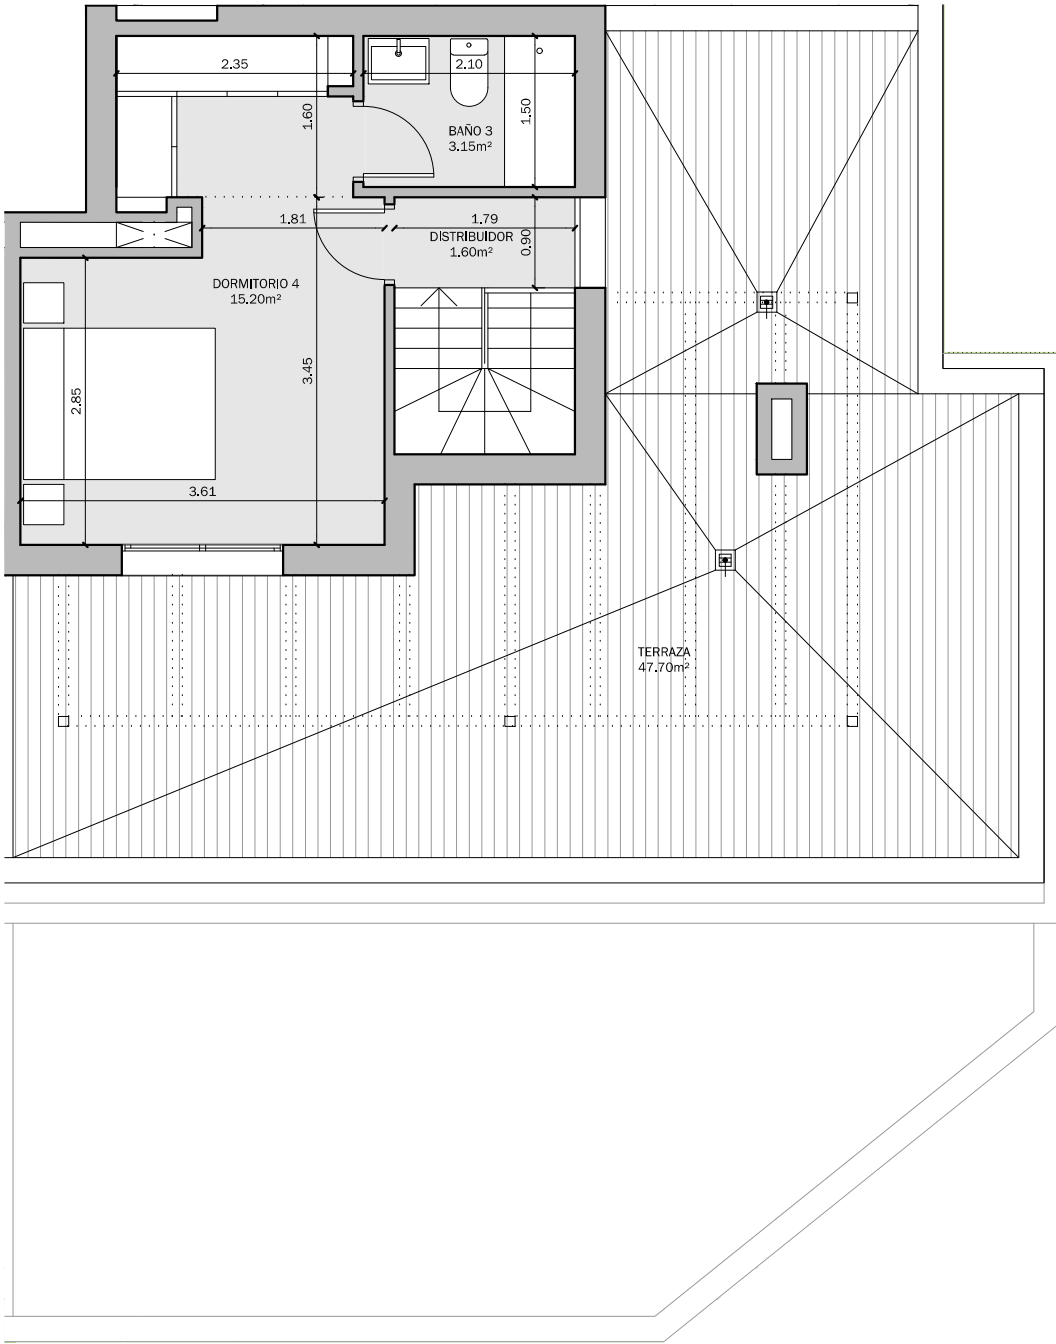 2.35
2.10
1.60
1.50
BAÑO 3
3.15m²
1.81
1.79
DISTRIBUIDOR
1.60m²
0.90
DORMITORIO 4
15.20m²
3.45
2.85
3.61
TERRAZA
47.70m²